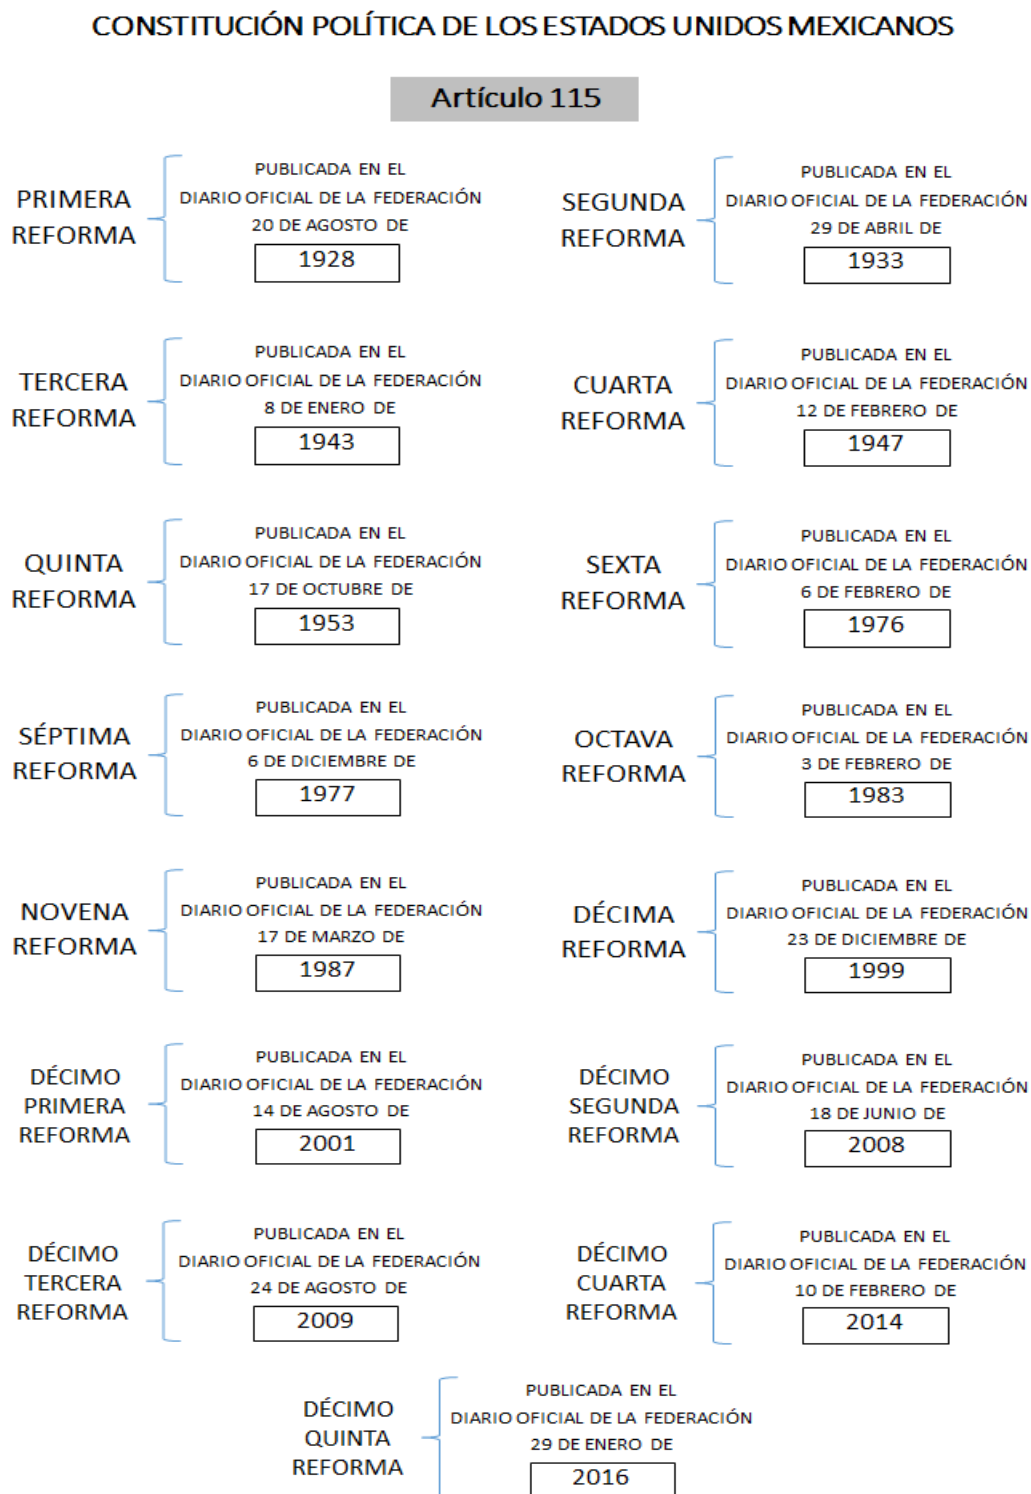 CONSTITUCIÓN POLÍTICA DE LOS ESTADOS UNIDOS MEXICANOS
Artículo 115
PRIMERA
REFORMA
PUBLICADA EN EL
DIARIO OFICIAL DE LA FEDERACIÓN
20 DE AGOSTO DE
1928
SEGUNDA
REFORMA
PUBLICADA EN EL
DIARIO OFICIAL DE LA FEDERACIÓN
29 DE ABRIL DE
1933
TERCERA
REFORMA
PUBLICADA EN EL
DIARIO OFICIAL DE LA FEDERACIÓN
8 DE ENERO DE
1943
CUARTA
REFORMA
PUBLICADA EN EL
DIARIO OFICIAL DE LA FEDERACIÓN
12 DE FEBRERO DE
1947
QUINTA
REFORMA
PUBLICADA EN EL
DIARIO OFICIAL DE LA FEDERACIÓN
17 DE OCTUBRE DE
1953
SEXTA
REFORMA
PUBLICADA EN EL
DIARIO OFICIAL DE LA FEDERACIÓN
6 DE FEBRERO DE
1976
SÉPTIMA
REFORMA
PUBLICADA EN EL
DIARIO OFICIAL DE LA FEDERACIÓN
6 DE DICIEMBRE DE
1977
OCTAVA
REFORMA
PUBLICADA EN EL
DIARIO OFICIAL DE LA FEDERACIÓN
3 DE FEBRERO DE
1983
NOVENA
REFORMA
PUBLICADA EN EL
DIARIO OFICIAL DE LA FEDERACIÓN
17 DE MARZO DE
1987
DÉCIMA
REFORMA
PUBLICADA EN EL
DIARIO OFICIAL DE LA FEDERACIÓN
23 DE DICIEMBRE DE
1999
DÉCIMO
PRIMERA
REFORMA
PUBLICADA EN EL
DIARIO OFICIAL DE LA FEDERACIÓN
14 DE AGOSTO DE
2001
DÉCIMO
SEGUNDA
REFORMA
PUBLICADA EN EL
DIARIO OFICIAL DE LA FEDERACIÓN
18 DE JUNIO DE
2008
DÉCIMO
TERCERA
REFORMA
PUBLICADA EN EL
DIARIO OFICIAL DE LA FEDERACIÓN
24 DE AGOSTO DE
2009
DÉCIMO
CUARTA
REFORMA
PUBLICADA EN EL
DIARIO OFICIAL DE LA FEDERACIÓN
10 DE FEBRERO DE
2014
DÉCIMO
QUINTA
REFORMA
PUBLICADA EN EL
DIARIO OFICIAL DE LA FEDERACIÓN
29 DE ENERO DE
2016